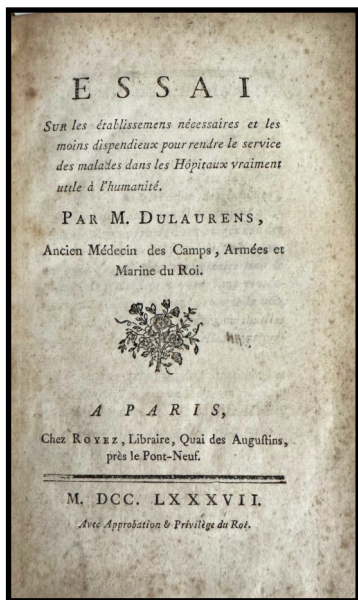 ESSAI
SUR les établissemens nécessaires et les
moins dispendieux pour rendre le service
des malades dans les Hôpitaux vraiment
utile à l'humanité.
PAR M. DULAURENS,
Ancien Médecin des Camps, Armées et
Marine du Roi.
A PARIS,
Chez ROYEZ, Libraire, Quai des Auguſtins,
près le Pont-Neuf.
M. DCC. LXXXVII.
Avec Approbation & Privilège du Roi.